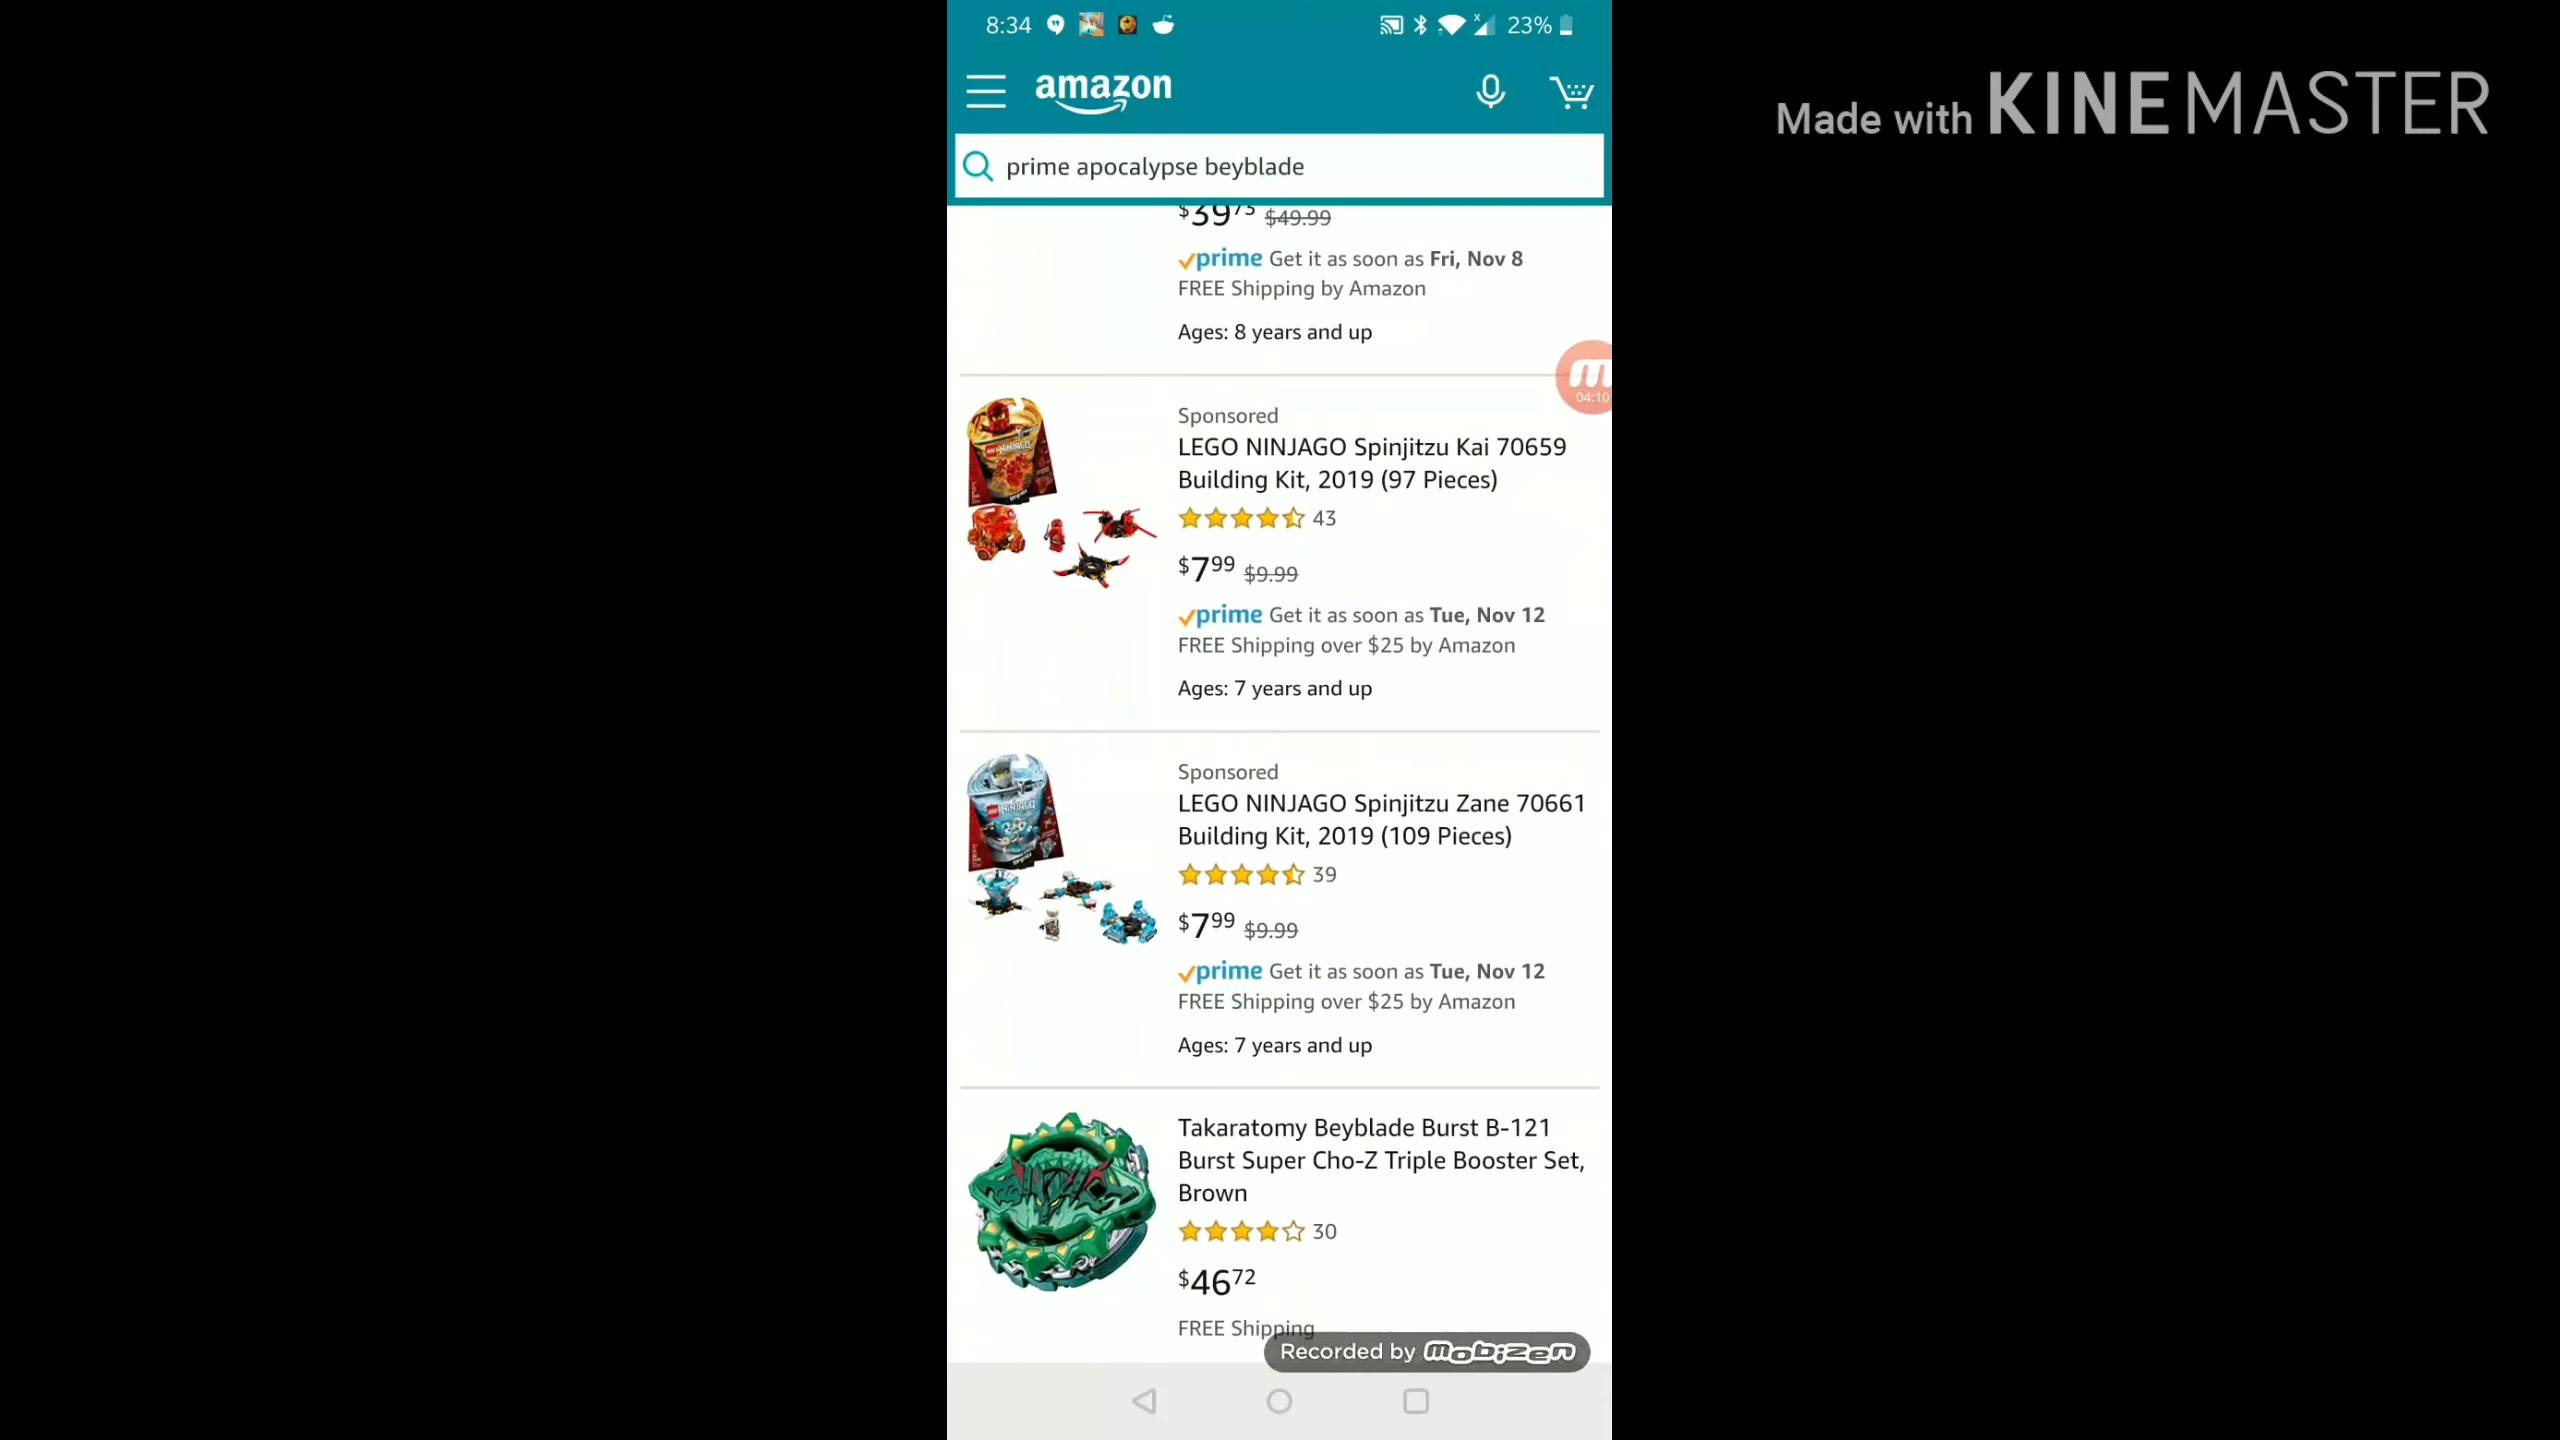 8:34
23%
amazon
Made with KINEMASTER
prime apocalypse beyblade
$39.73 $49.99
prime Get it as soon as Fri, Nov 8
FREE Shipping by Amazon
Ages: 8 years and up
04:10
Sponsored
LEGO NINJAGO Spinjitzu Kai 70659
Building Kit, 2019 (97 Pieces)
43
$7.99 $9.99
prime Get it as soon as Tue, Nov 12
FREE Shipping over $25 by Amazon
Ages: 7 years and up
Sponsored
LEGO NINJAGO Spinjitzu Zane 70661
Building Kit, 2019 (109 Pieces)
39
$7.99 $9.99
prime Get it as soon as Tue, Nov 12
FREE Shipping over $25 by Amazon
Ages: 7 years and up
Takaratomy Beyblade Burst B-121
Burst Super Cho-Z Triple Booster Set,
Brown
30
$46.72
FREE Shipping
Recorded by mobizen